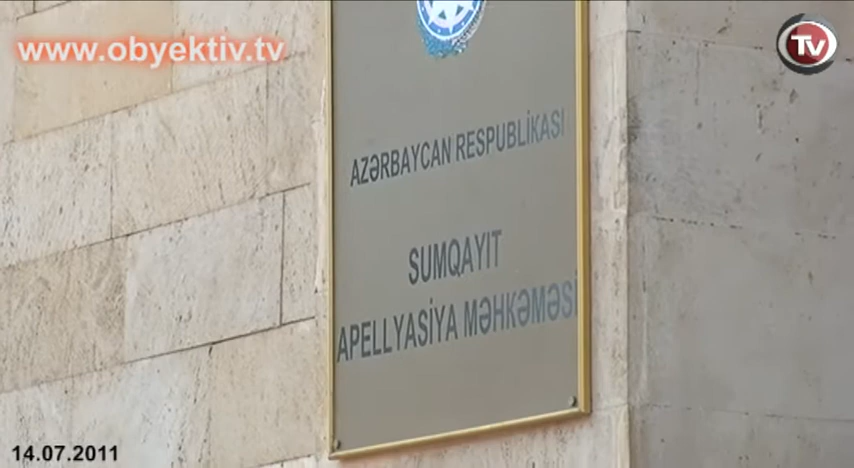 www.obyektiv.tv
TV
AZƏRBAYCAN RESPUBLİKASI
SUMQAYIT
APELLYASİYA MƏHKƏMƏSİ
14.07.2011